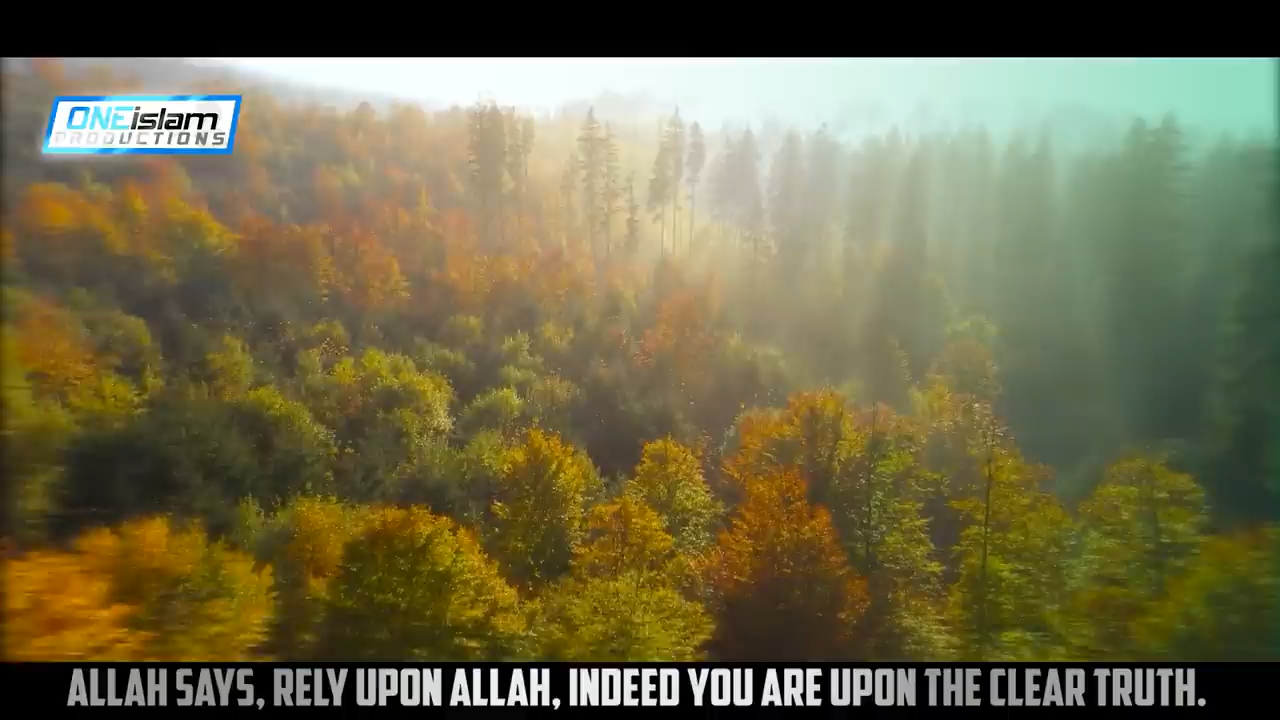 ONEislam
PRODUCTIONS
ALLAH SAYS, RELY UPON ALLAH, INDEED YOU ARE UPON THE CLEAR TRUTH.